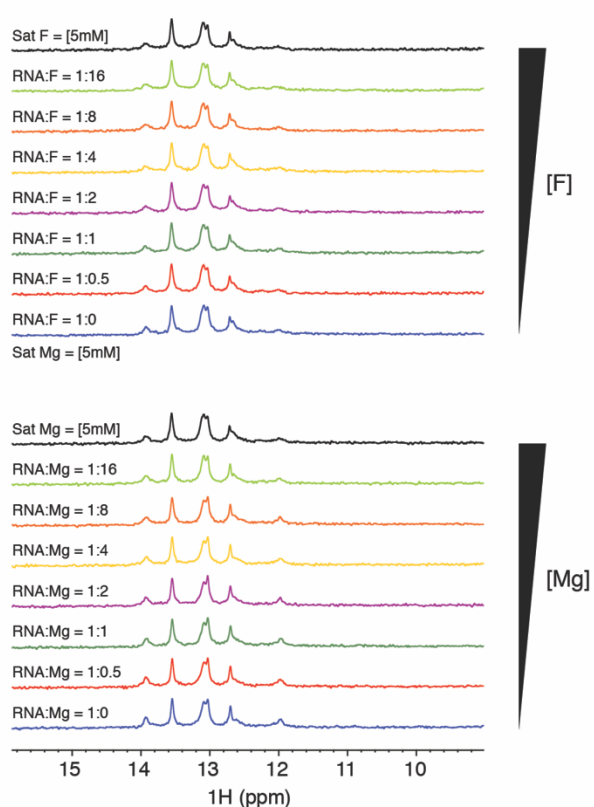 Sat F = [5mM]
RNA:F = 1:16
RNA:F = 1:8
RNA:F = 1:4
RNA:F = 1:2
RNA:F = 1:1
RNA:F = 1:0.5
RNA:F = 1:0
Sat Mg = [5mM]
[F]
Sat Mg = [5mM]
RNA:Mg = 1:16
RNA:Mg = 1:8
RNA:Mg = 1:4
RNA:Mg = 1:2
RNA:Mg = 1:1
RNA:Mg = 1:0.5
RNA:Mg = 1:0
[Mg]
15 14 13 12 11 10
1H (ppm)